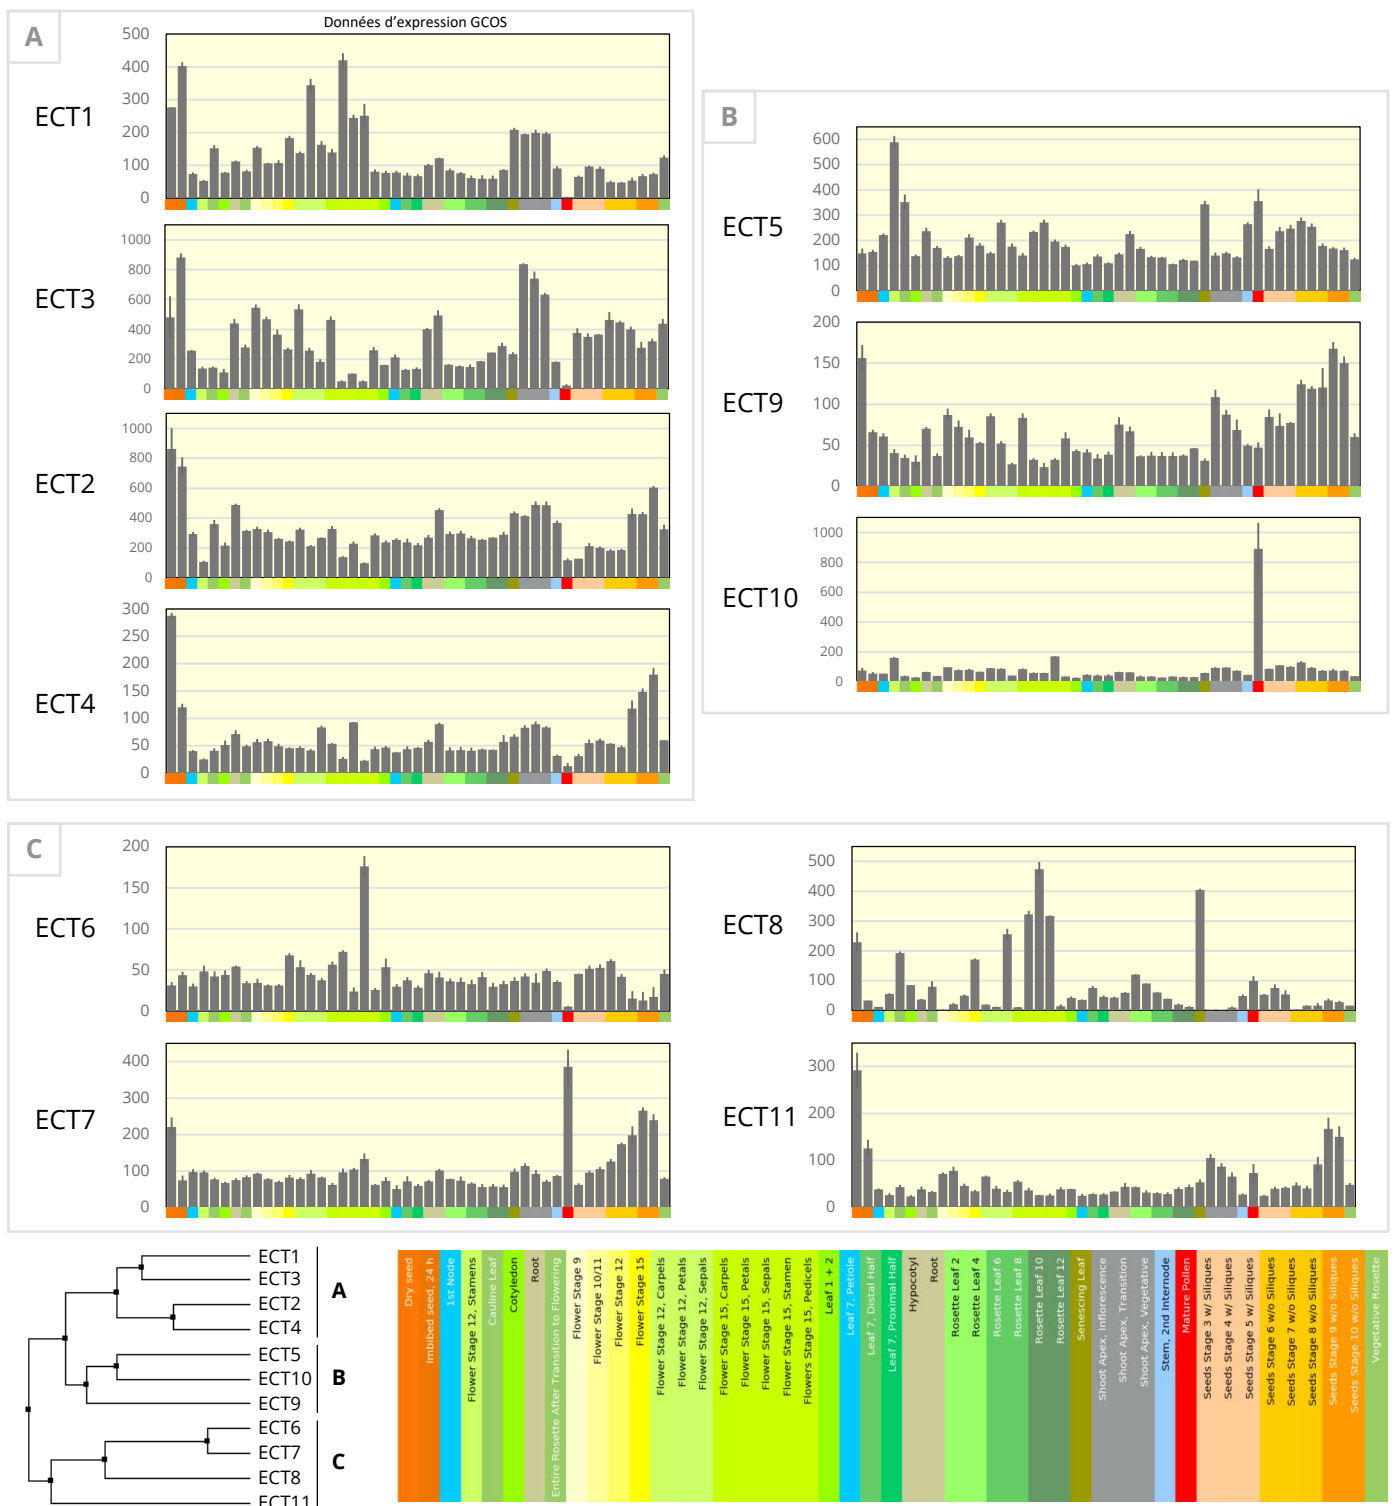 A
Données d'expression GCOS
ECT1
500
400
300
200
100
0
ECT3
1000
800
600
400
200
0
ECT2
1000
800
600
400
200
0
ECT4
300
250
200
150
100
50
0
B
ECT5
600
500
400
300
200
100
0
ECT9
200
150
100
50
0
ECT10
1000
800
600
400
200
0
C
ECT6
200
150
100
50
0
ECT8
500
400
300
200
100
0
ECT7
400
300
200
100
0
ECT11
300
200
100
0
ECT1
ECT3
ECT2
ECT4
ECT5
ECT10
ECT9
ECT6
ECT7
ECT8
ECT11
A
B
C
Dry seed
Imbibed seed, 24 h
1st Node
Flower Stage 12, Stamens
Cauline Leaf
Cotyledon
Root
Entire Rosette After Transition to Flowering
Flower Stage 9
Flower Stage 10/11
Flower Stage 12
Flower Stage 15
Flower Stage 12, Carpels
Flower Stage 12, Petals
Flower Stage 12, Sepals
Flower Stage 15, Carpels
Flower Stage 15, Petals
Flower Stage 15, Sepals
Flower Stage 15, Stamen
Flowers Stage 15, Pedicels
Leaf 1 + 2
Leaf 7, Petiole
Leaf 7, Distal Half
Leaf 7, Proximal Half
Hypocotyl
Root
Rosette Leaf 2
Rosette Leaf 4
Rosette Leaf 6
Rosette Leaf 8
Rosette Leaf 10
Rosette Leaf 12
Senescing Leaf
Shoot Apex, Inflorescence
Shoot Apex, Transition
Shoot Apex, Vegetative
Stem, 2nd Internode
Mature Pollen
Seeds Stage 3 w/ Siliques
Seeds Stage 4 w/ Siliques
Seeds Stage 5 w/ Siliques
Seeds Stage 6 w/o Siliques
Seeds Stage 7 w/o Siliques
Seeds Stage 8 w/o Siliques
Seeds Stage 9 w/o Siliques
Seeds Stage 10 w/o Siliques
Vegetative Rosette